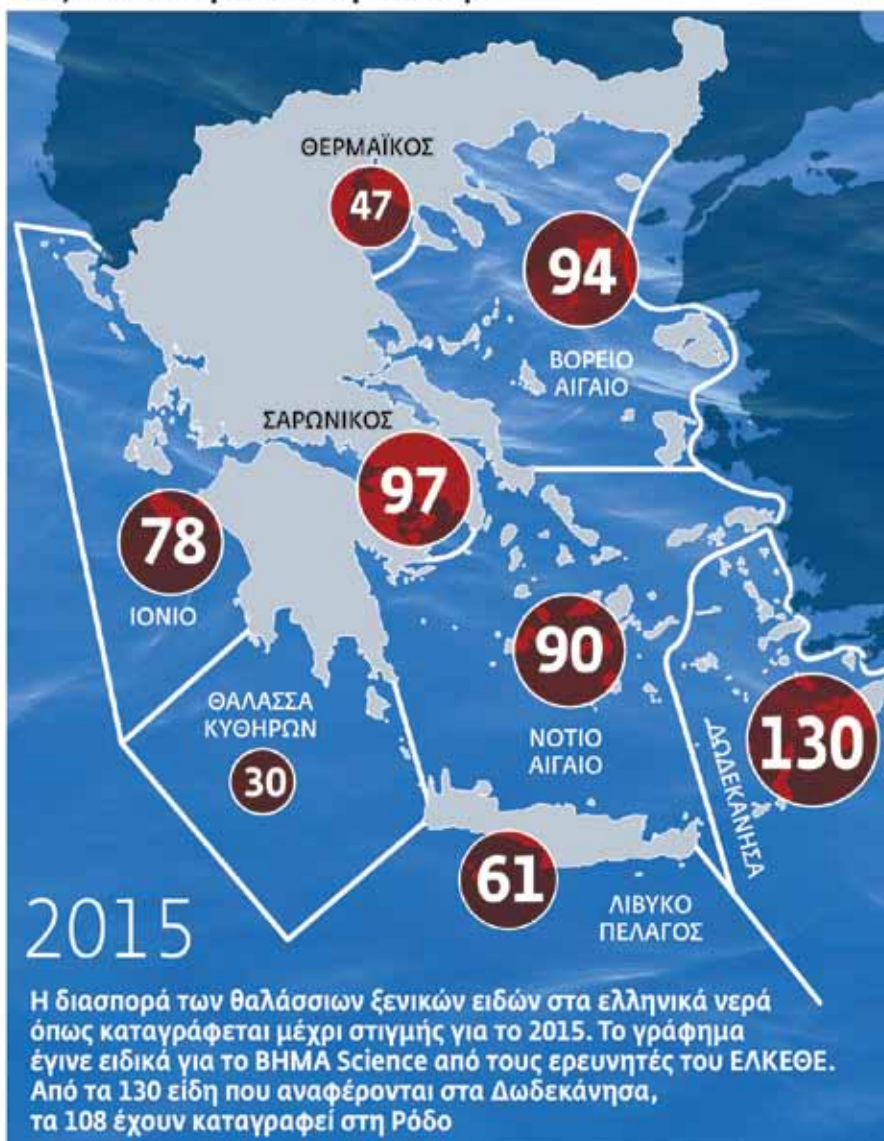 ΘΕΡΜΑΪΚΟΣ
47
94
ΒΟΡΕΙΟ
ΑΙΓΑΙΟ
ΣΑΡΩΝΙΚΟΣ
97
78
ΙΟΝΙΟ
90
ΝΟΤΙΟ
ΑΙΓΑΙΟ
130
ΔΩΔΕΚΑΝΗΣΑ
ΘΑΛΑΣΣΑ
ΚΥΘΗΡΩΝ
30
61
ΛΙΒΥΚΟ
ΠΕΛΑΓΟΣ
2015
Η διασπορά των θαλάσσιων ξενικών ειδών στα ελληνικά νερά
όπως καταγράφεται μέχρι στιγμής για το 2015. Το γράφημα
έγινε ειδικά για το BHMA Science από τους ερευνητές του ΕΛΚΕΘΕ.
Από τα 130 είδη που αναφέρονται στα Δωδεκάνησα,
τα 108 έχουν καταγραφεί στη Ρόδο